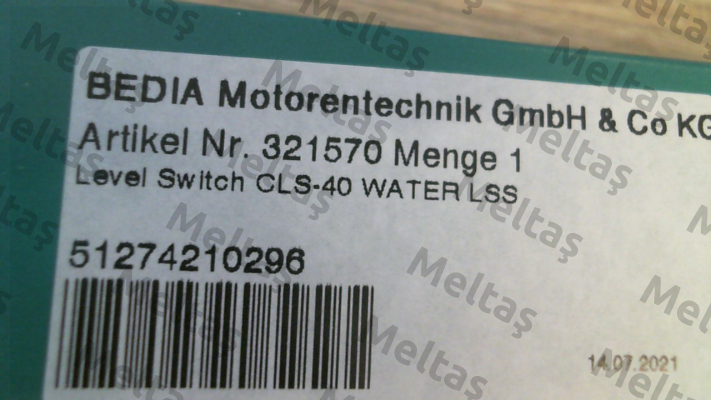 BEDIA Motorentechnik GmbH & Co KG
Artikel Nr. 321570 Menge 1
Level Switch CLS-40 WATER LSS
51274210296
14.07.2021
Meltaş